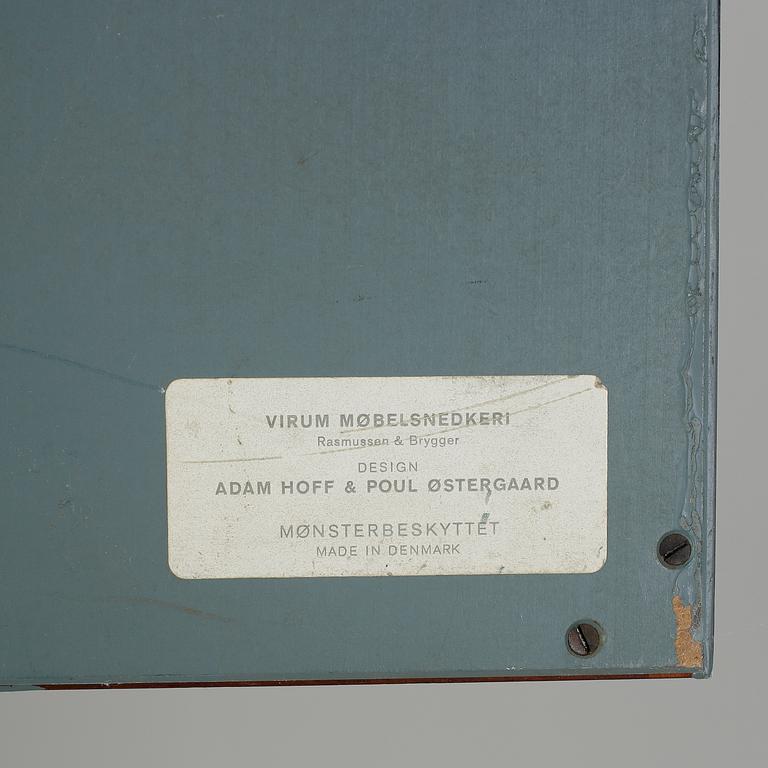 VIRUM MØBELSNEDKERI
Rasmussen & Brygger
DESIGN
ADAM HOFF & POUL ØSTERGAARD
MØNSTERBESKYTTET
MADE IN DENMARK